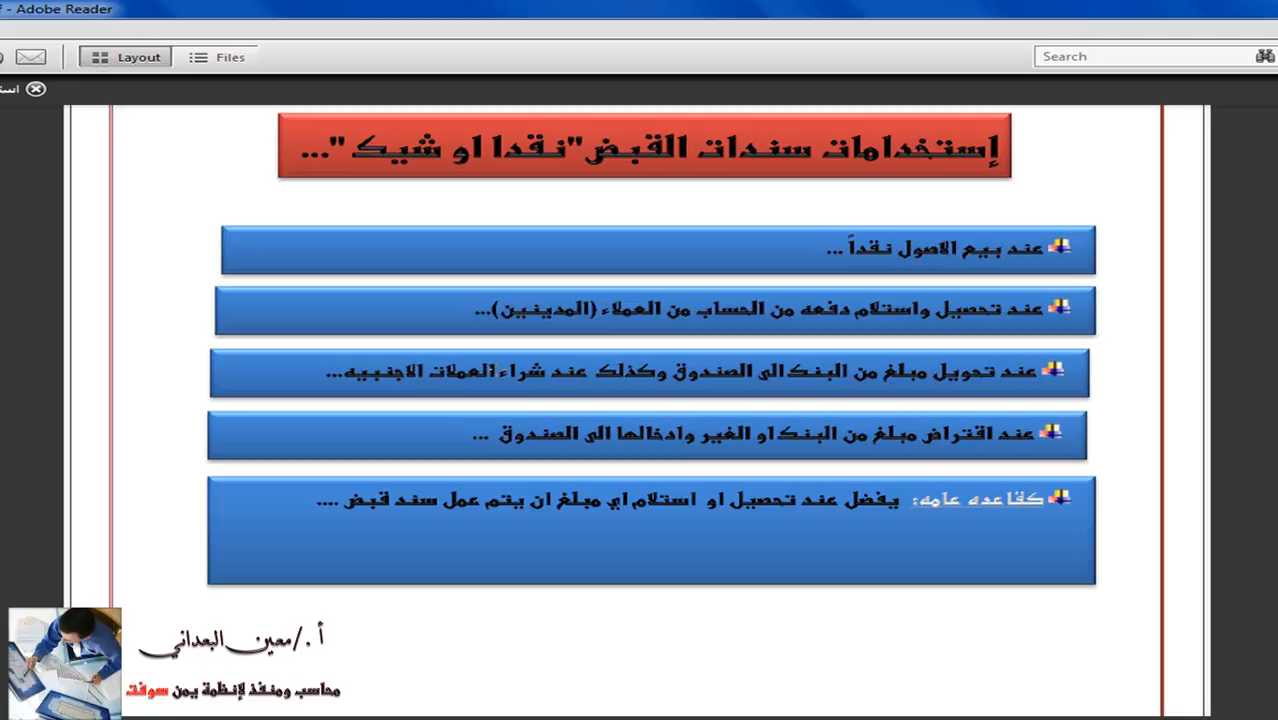 f - Adobe Reader
Layout
Files
Search
إستخدامات سندات القبض"نقدا او شيك "...
عند بيع الاصول نقداً ...
عند تحصيل واستلام دفعه من الحساب من العملاء (المدينين)...
عند تحويل مبلغ من البنك الى الصندوق وكذلك عند شراء العملات الاجنبيه...
عند اقتراض مبلغ من البنك او الغير وادخالها الى الصندوق ...
كقاعده عامه: يفضل عند تحصيل او استلام اي مبلغ ان يتم عمل سند قبض ....
أ./معين البعداني
محاسب ومنفذ لإنظمة يمن سوفت